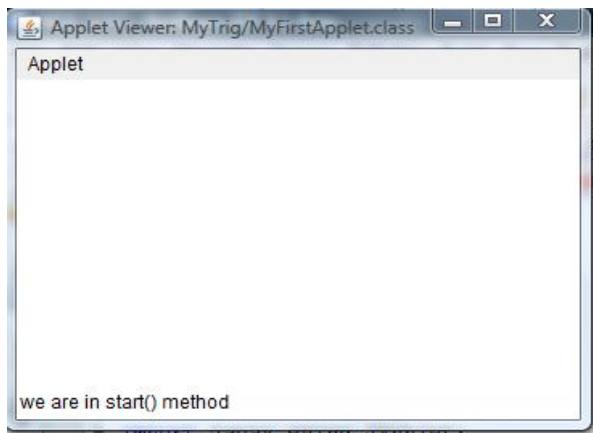 Applet Viewer: MyTrig/MyFirstApplet.class
Applet
we are in start() method